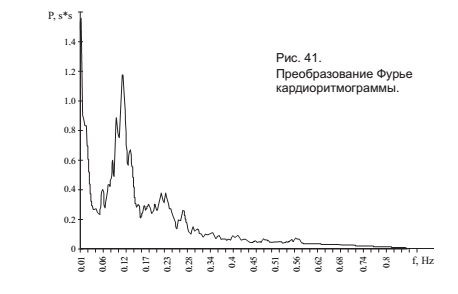 P, s*s
Рис. 41.
Преобразование Фурье
кардиоритмограммы.
1.4
1.2
1.0
0.8
0.6
0.4
0.2
0
0.01 0.06 0.12 0.17 0.23 0.28 0.34 0.4 0.45 0.51 0.56 0.62 0.68 0.74 0.8 f, Hz